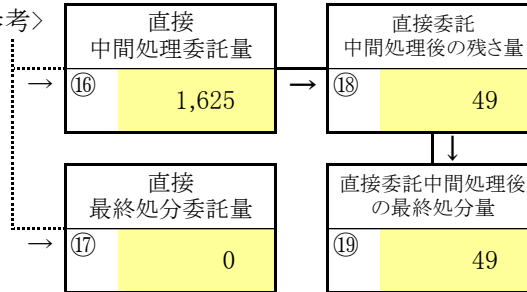 考〉
直接
中間処理委託量
→ ⑯ 1,625
→
直接委託
中間処理後の残さ量
⑱ 49
↓
直接
最終処分委託量
→ ⑰ 0
直接委託中間処理後
の最終処分量
⑲ 49